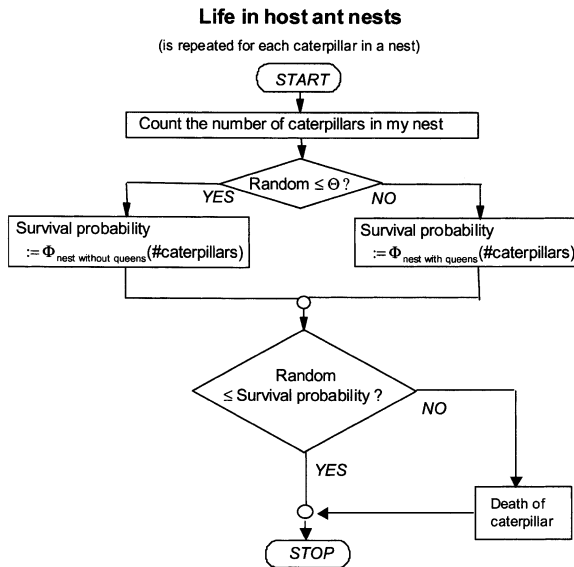 Life in host ant nests
(is repeated for each caterpillar in a nest)
START
Count the number of caterpillars in my nest
Random ≤ Θ ?
YES
NO
Survival probability
:= Φ nest without queens (#caterpillars)
Survival probability
:= Φ nest with queens (#caterpillars)
Random
≤ Survival probability ?
NO
YES
Death of
caterpillar
STOP